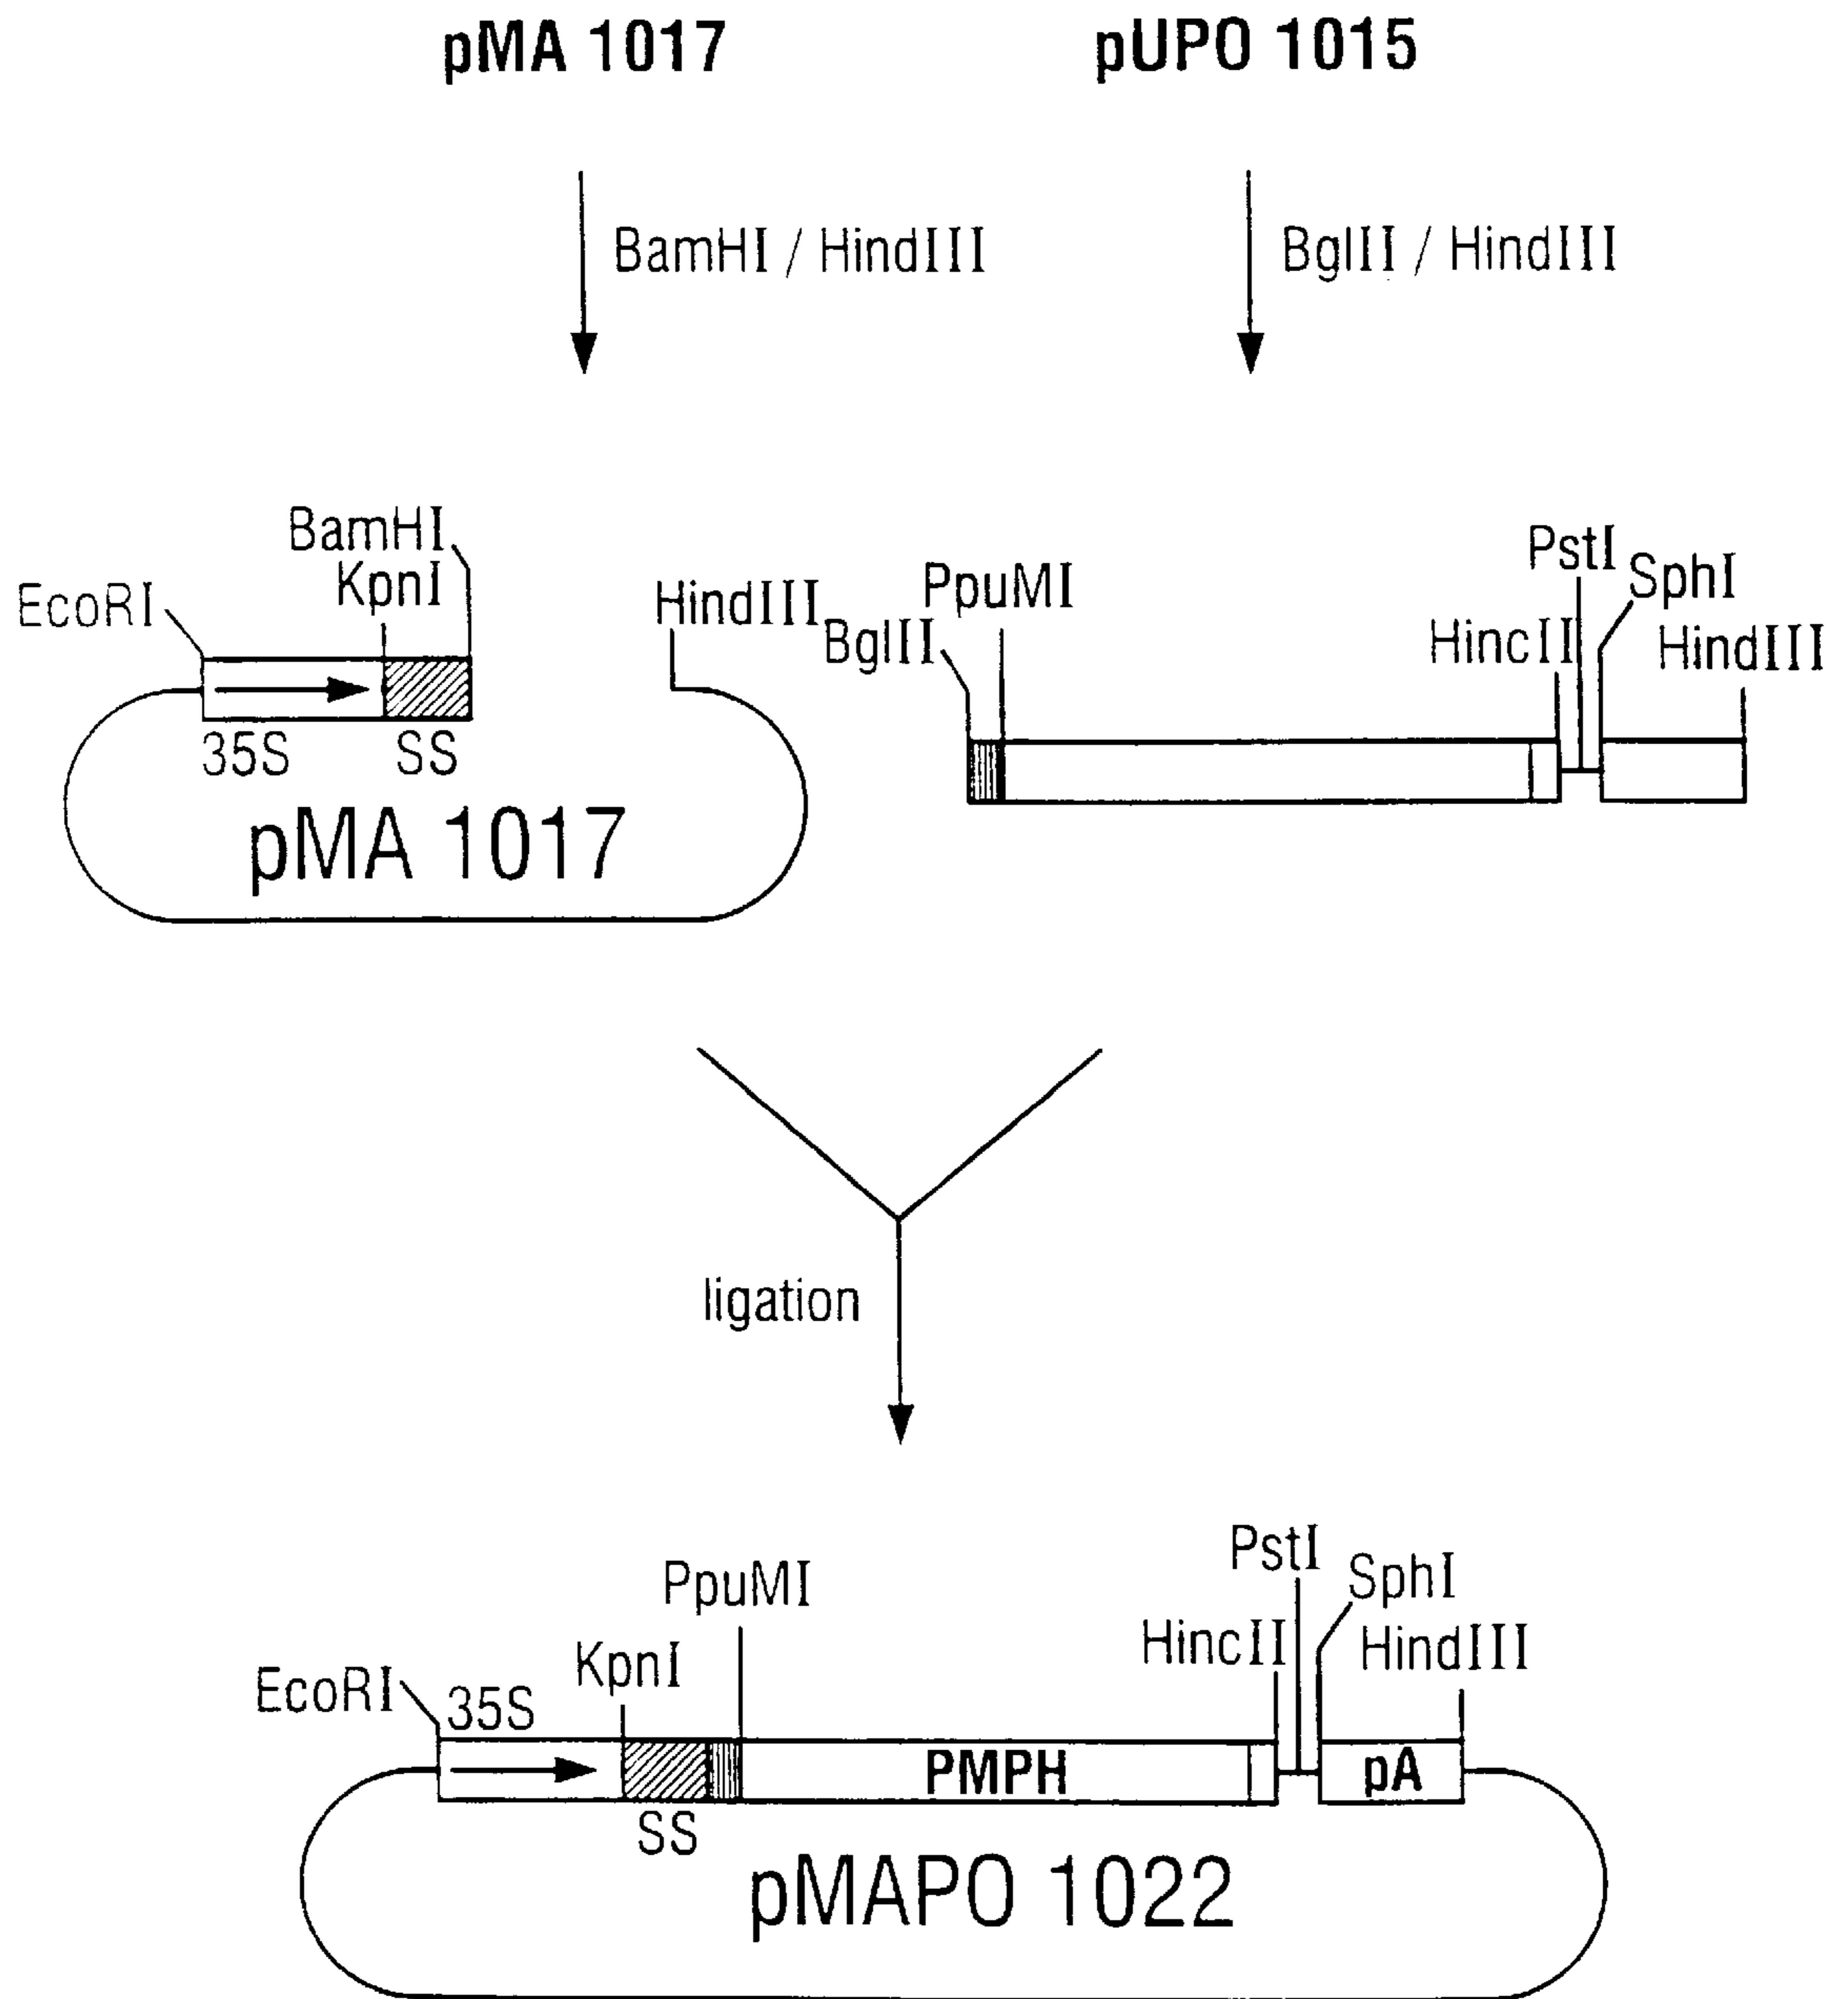 pMA 1017
pUPO 1015
BamHI / HindIII
BglII / HindIII
BamHI
KpnI
EcoRI
HindIII
35S
SS
pMA 1017
PpuMI
BglII
PstI
SphI
HincII
HindIII
ligation
PpuMI
PstI
SphI
KpnI
HincII
HindIII
EcoRI
35S
PMPH
pA
SS
pMAPO 1022